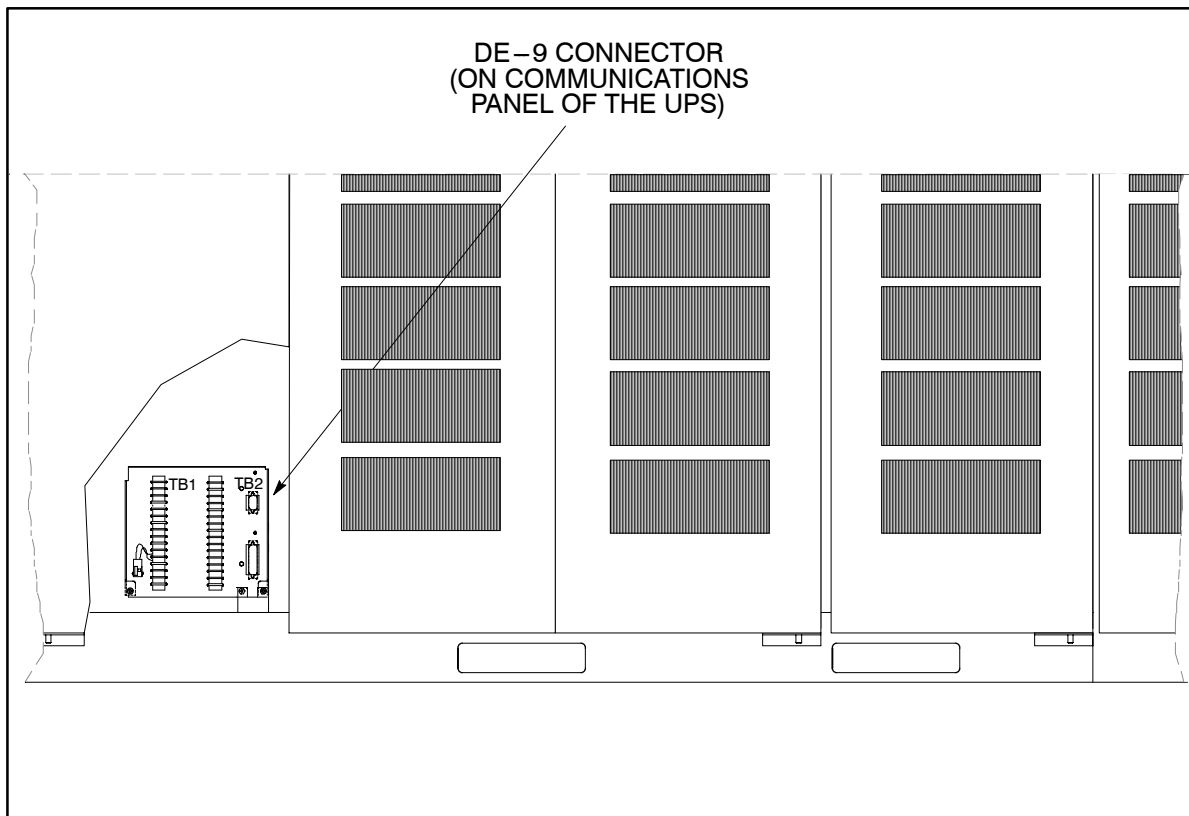 DE–9 CONNECTOR
(ON COMMUNICATIONS
PANEL OF THE UPS)
TB1
TB2